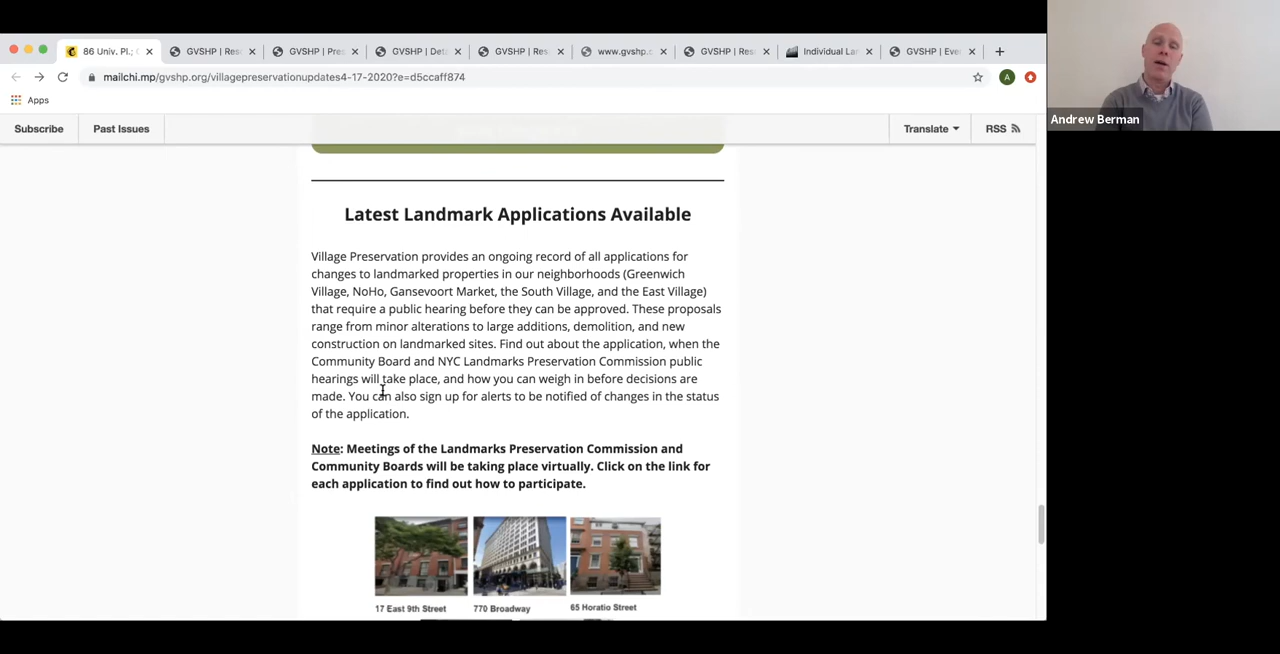 86 Univ. Pl.;
GVSHP | Res
GVSHP | Pre
GVSHP | Det
GVSHP | Res
www.gvshp.c
GVSHP | Res
Individual Lan
GVSHP | Eve
mailchi.mp/gvshp.org/villagepreservationupdates4-17-2020?e=d5ccaff874
A
Apps
Subscribe
Past Issues
Translate
RSS
Andrew Berman
Latest Landmark Applications Available
Village Preservation provides an ongoing record of all applications for
changes to landmarked properties in our neighborhoods (Greenwich
Village, NoHo, Gansevoort Market, the South Village, and the East Village)
that require a public hearing before they can be approved. These proposals
range from minor alterations to large additions, demolition, and new
construction on landmarked sites. Find out about the application, when the
Community Board and NYC Landmarks Preservation Commission public
hearings will take place, and how you can weigh in before decisions are
made. You can also sign up for alerts to be notified of changes in the status
of the application.
Note: Meetings of the Landmarks Preservation Commission and
Community Boards will be taking place virtually. Click on the link for
each application to find out how to participate.
17 East 9th Street
770 Broadway
65 Horatio Street